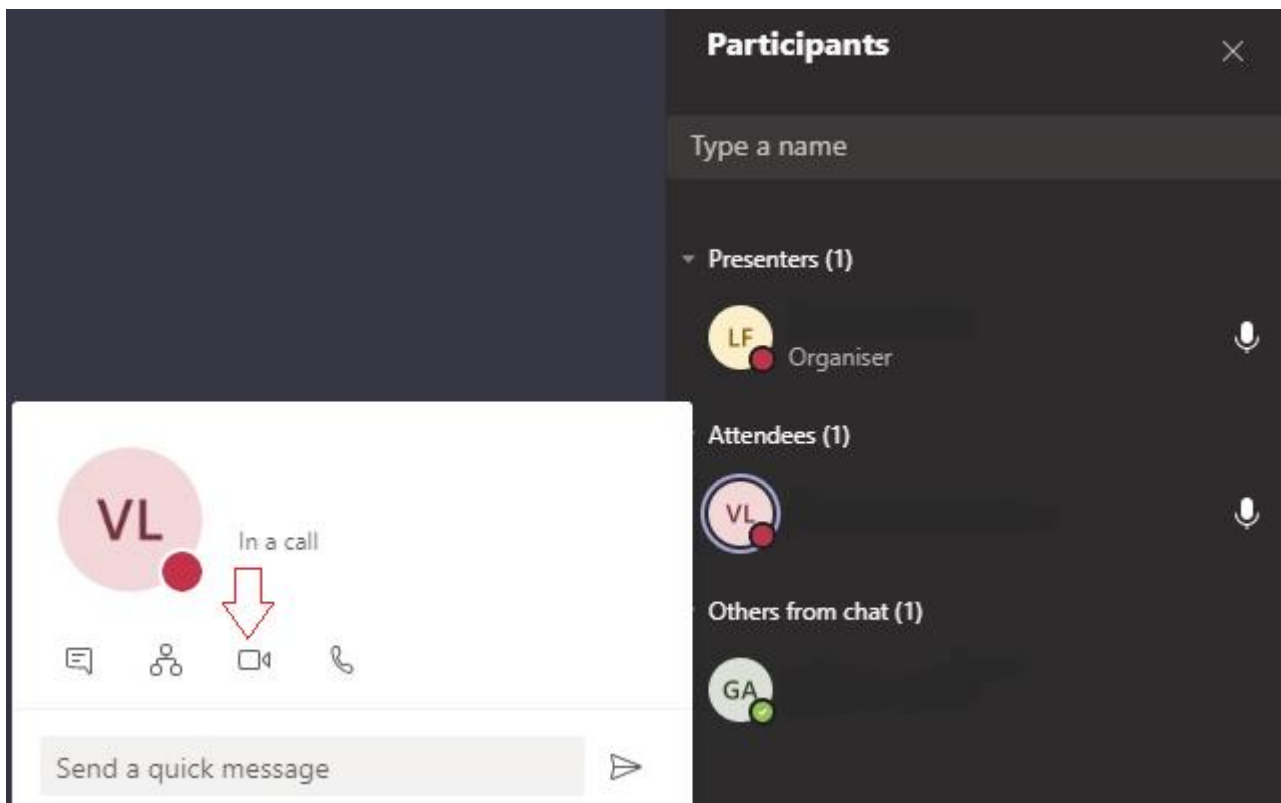 Participants
Type a name
Presenters (1)
LF
Organiser
Attendees (1)
VL
Others from chat (1)
GA
VL
In a call
Send a quick message